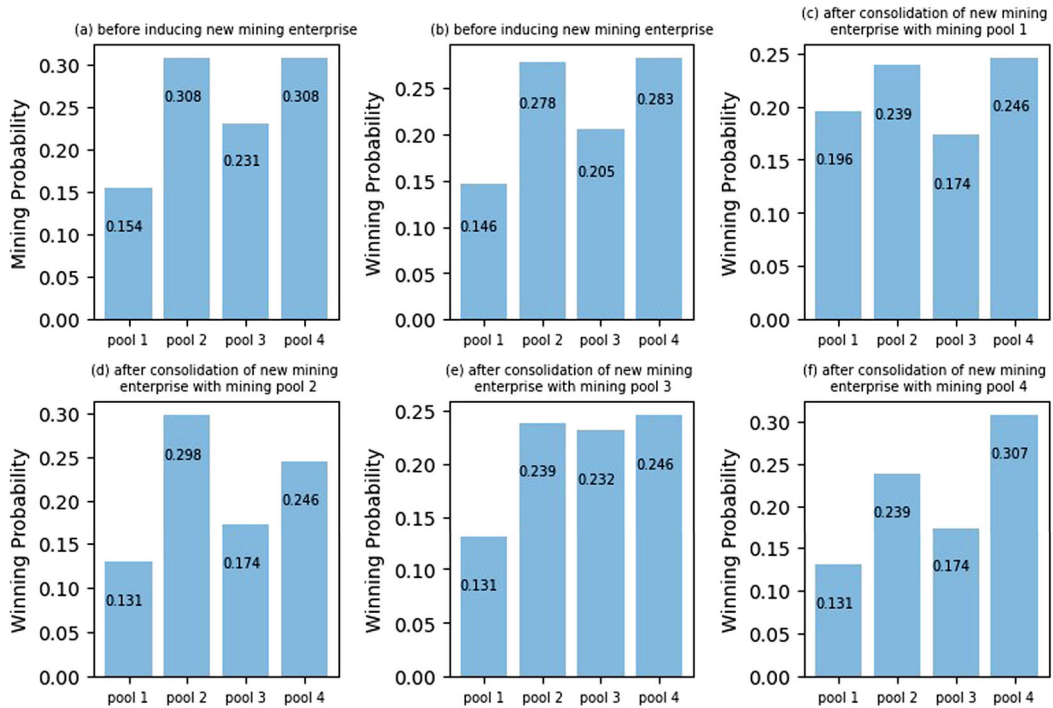 (a) before inducing new mining enterprise
Mining Probability
0.30
0.25
0.20
0.15
0.10
0.05
0.00
0.154
0.308
0.231
0.308
pool 1 pool 2 pool 3 pool 4
(b) before inducing new mining enterprise
Winning Probability
0.25
0.20
0.15
0.10
0.05
0.00
0.146
0.278
0.205
0.283
pool 1 pool 2 pool 3 pool 4
(c) after consolidation of new mining
enterprise with mining pool 1
Winning Probability
0.25
0.20
0.15
0.10
0.05
0.00
0.196
0.239
0.174
0.246
pool 1 pool 2 pool 3 pool 4
(d) after consolidation of new mining
enterprise with mining pool 2
Winning Probability
0.30
0.25
0.20
0.15
0.10
0.05
0.00
0.131
0.298
0.174
0.246
pool 1 pool 2 pool 3 pool 4
(e) after consolidation of new mining
enterprise with mining pool 3
Winning Probability
0.25
0.20
0.15
0.10
0.05
0.00
0.131
0.239
0.232
0.246
pool 1 pool 2 pool 3 pool 4
(f) after consolidation of new mining
enterprise with mining pool 4
Winning Probability
0.30
0.25
0.20
0.15
0.10
0.05
0.00
0.131
0.239
0.174
0.307
pool 1 pool 2 pool 3 pool 4